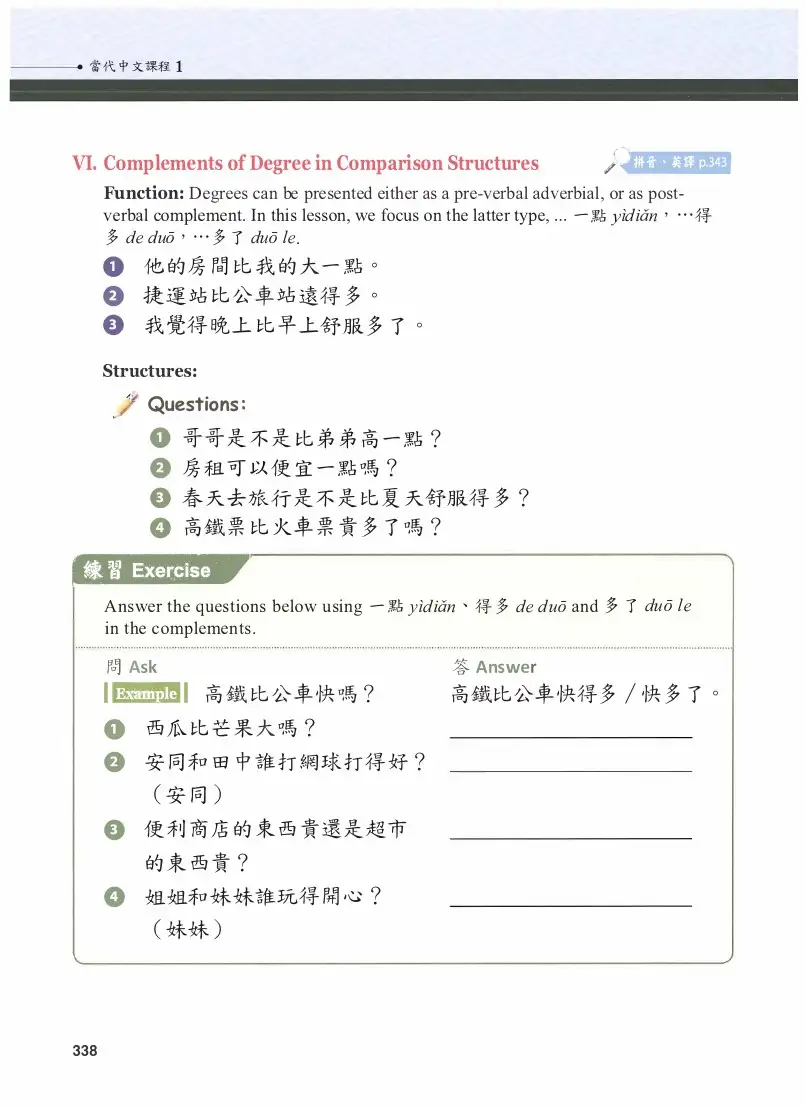 當代中文課程 1
VI. Complements of Degree in Comparison Structures
拼音、英譯 p.343
Function: Degrees can be presented either as a pre-verbal adverbial, or as post-
verbal complement. In this lesson, we focus on the latter type, ... 一點 yìdiǎn，…得
多 de duō，…多了 duō le.
1 他的房間比我的大一點。
2 捷運站比公車站遠得多。
3 我覺得晚上比早上舒服多了。
Structures:
Questions:
1 哥哥是不是比弟弟高一點？
2 房租可以便宜一點嗎？
3 春天去旅行是不是比夏天舒服得多？
4 高鐵票比火車票貴多了嗎？
練習 Exercise
Answer the questions below using 一點 yìdiǎn、得多 de duō and 多了 duō le
in the complements.
問 Ask
答 Answer
Example 高鐵比公車快嗎？
高鐵比公車快得多／快多了。
1 西瓜比芒果大嗎？
2 安同和田中誰打網球打得好？
（安同）
3 便利商店的東西貴還是超市
的東西貴？
4 姐姐和妹妹誰玩得開心？
（妹妹）
338